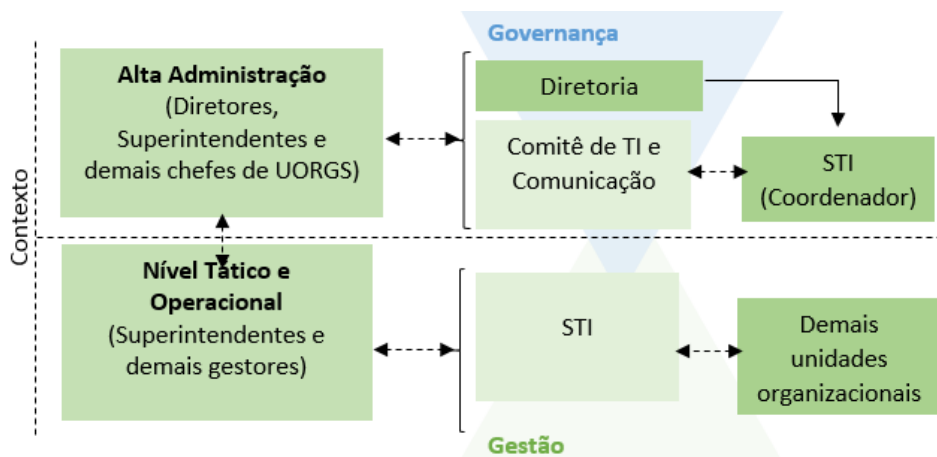 Contexto
Governança
Alta Administração
(Diretores,
Superintendentes e
demais chefes de UORGS)
Diretoria
Comitê de TI e
Comunicação
STI
(Coordenador)
Nível Tático e
Operacional
(Superintendentes e
demais gestores)
STI
Demais
unidades
organizacionais
Gestão